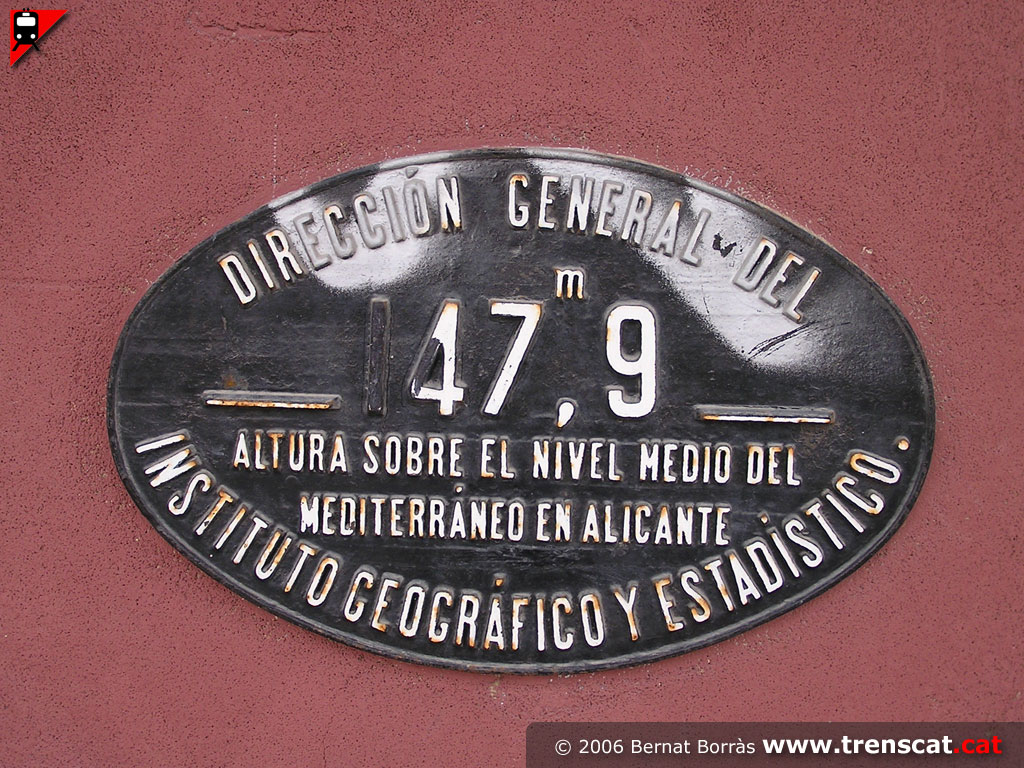 DIRECCIÓN GENERAL DEL
147,9 m
ALTURA SOBRE EL NIVEL MEDIO DEL
MEDITERRÁNEO EN ALICANTE
INSTITUTO GEOGRÁFICO Y ESTADÍSTICO.
© 2006 Bernat Borràs www.trenscat.cat